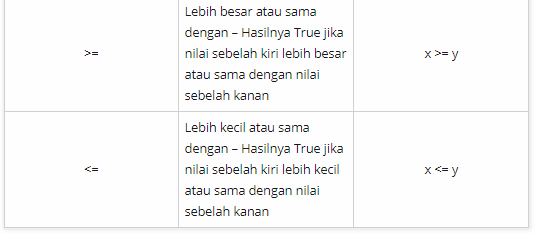 Lebih besar atau sama
dengan – Hasilnya True jika
>= nilai sebelah kiri lebih besar x >= y
atau sama dengan nilai
sebelah kanan
Lebih kecil atau sama
dengan – Hasilnya True jika
<= nilai sebelah kiri lebih kecil x <= y
atau sama dengan nilai
sebelah kanan